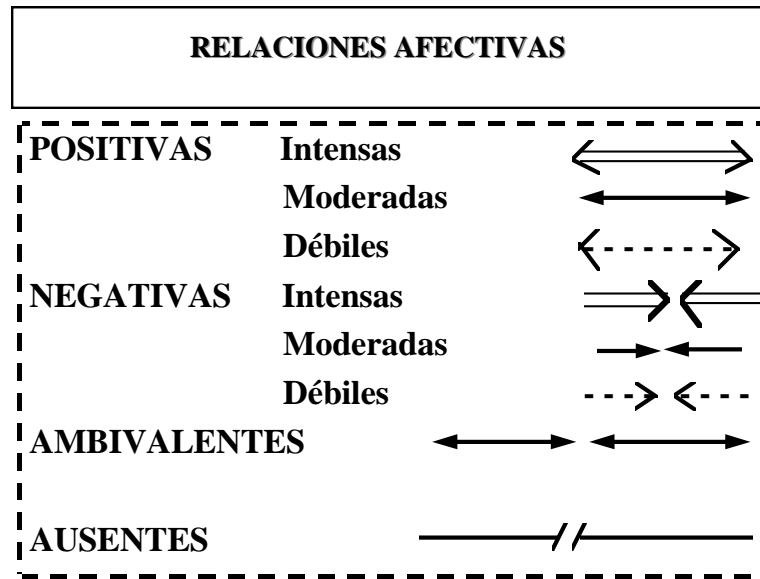 RELACIONES AFECTIVAS
POSITIVAS Intensas
Moderadas
Débiles
NEGATIVAS Intensas
Moderadas
Débiles
AMBIVALENTES
AUSENTES